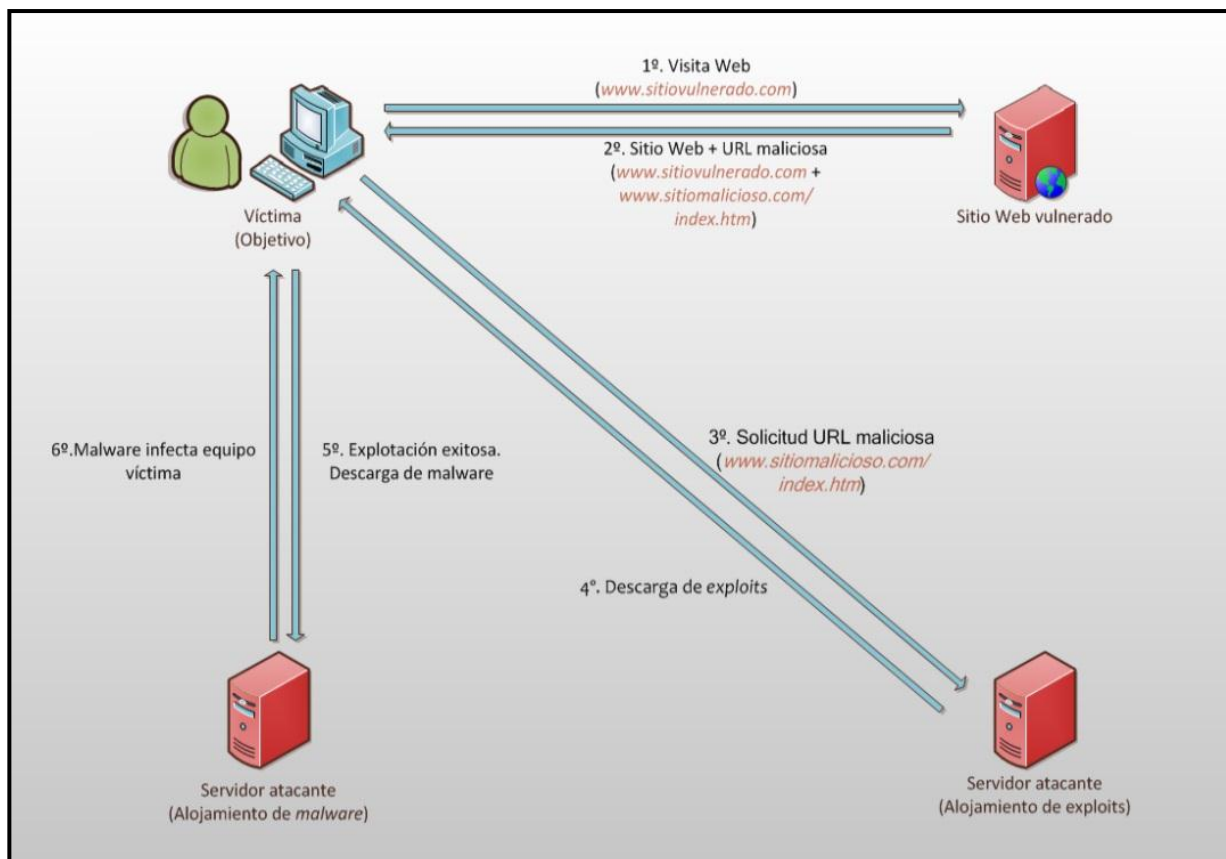 1º. Visita Web
(www.sitiovulnerado.com)
2º. Sitio Web + URL maliciosa
(www.sitiovulnerado.com +
www.sitiomalicioso.com/
index.htm)
Víctima
(Objetivo)
Sitio Web vulnerado
3º. Solicitud URL maliciosa
(www.sitiomalicioso.com/
index.htm)
6º.Malware infecta equipo
víctima
5º. Explotación exitosa.
Descarga de malware
4°. Descarga de exploits
Servidor atacante
(Alojamiento de malware)
Servidor atacante
(Alojamiento de exploits)